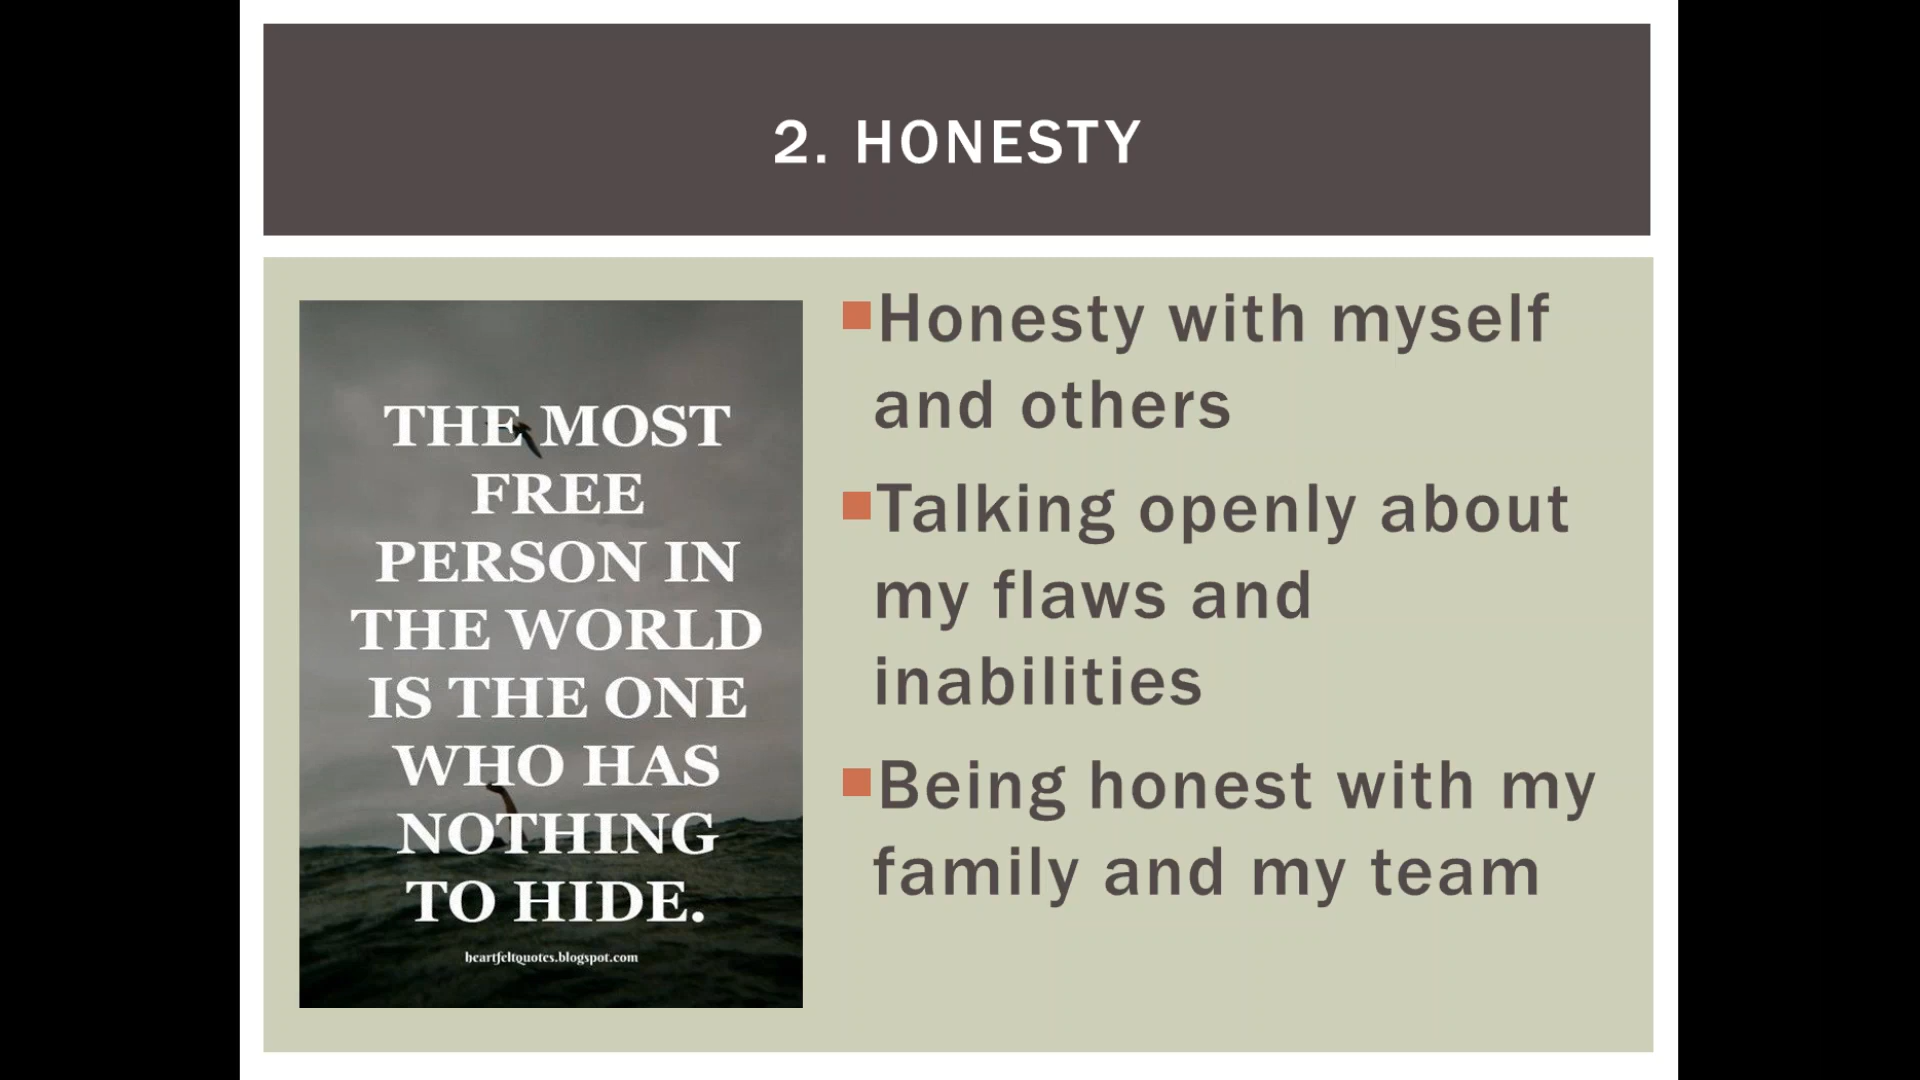 2. HONESTY
THE MOST
FREE
PERSON IN
THE WORLD
IS THE ONE
WHO HAS
NOTHING
TO HIDE.
heartfeltquotes.blogspot.com
Honesty with myself
and others
Talking openly about
my flaws and
inabilities
Being honest with my
family and my team